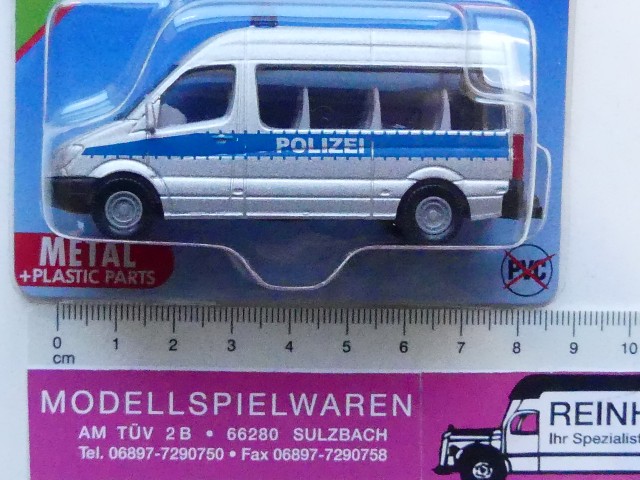 POLIZEI
METAL
+PLASTIC PARTS
PVC
0 1 2 3 4 5 6 7 8 9 10
cm
MODELLSPIELWAREN
AM TÜV 2B • 66280 SULZBACH
Tel. 06897-7290750 • Fax 06897-7290758
REINH
Ihr Spezialist